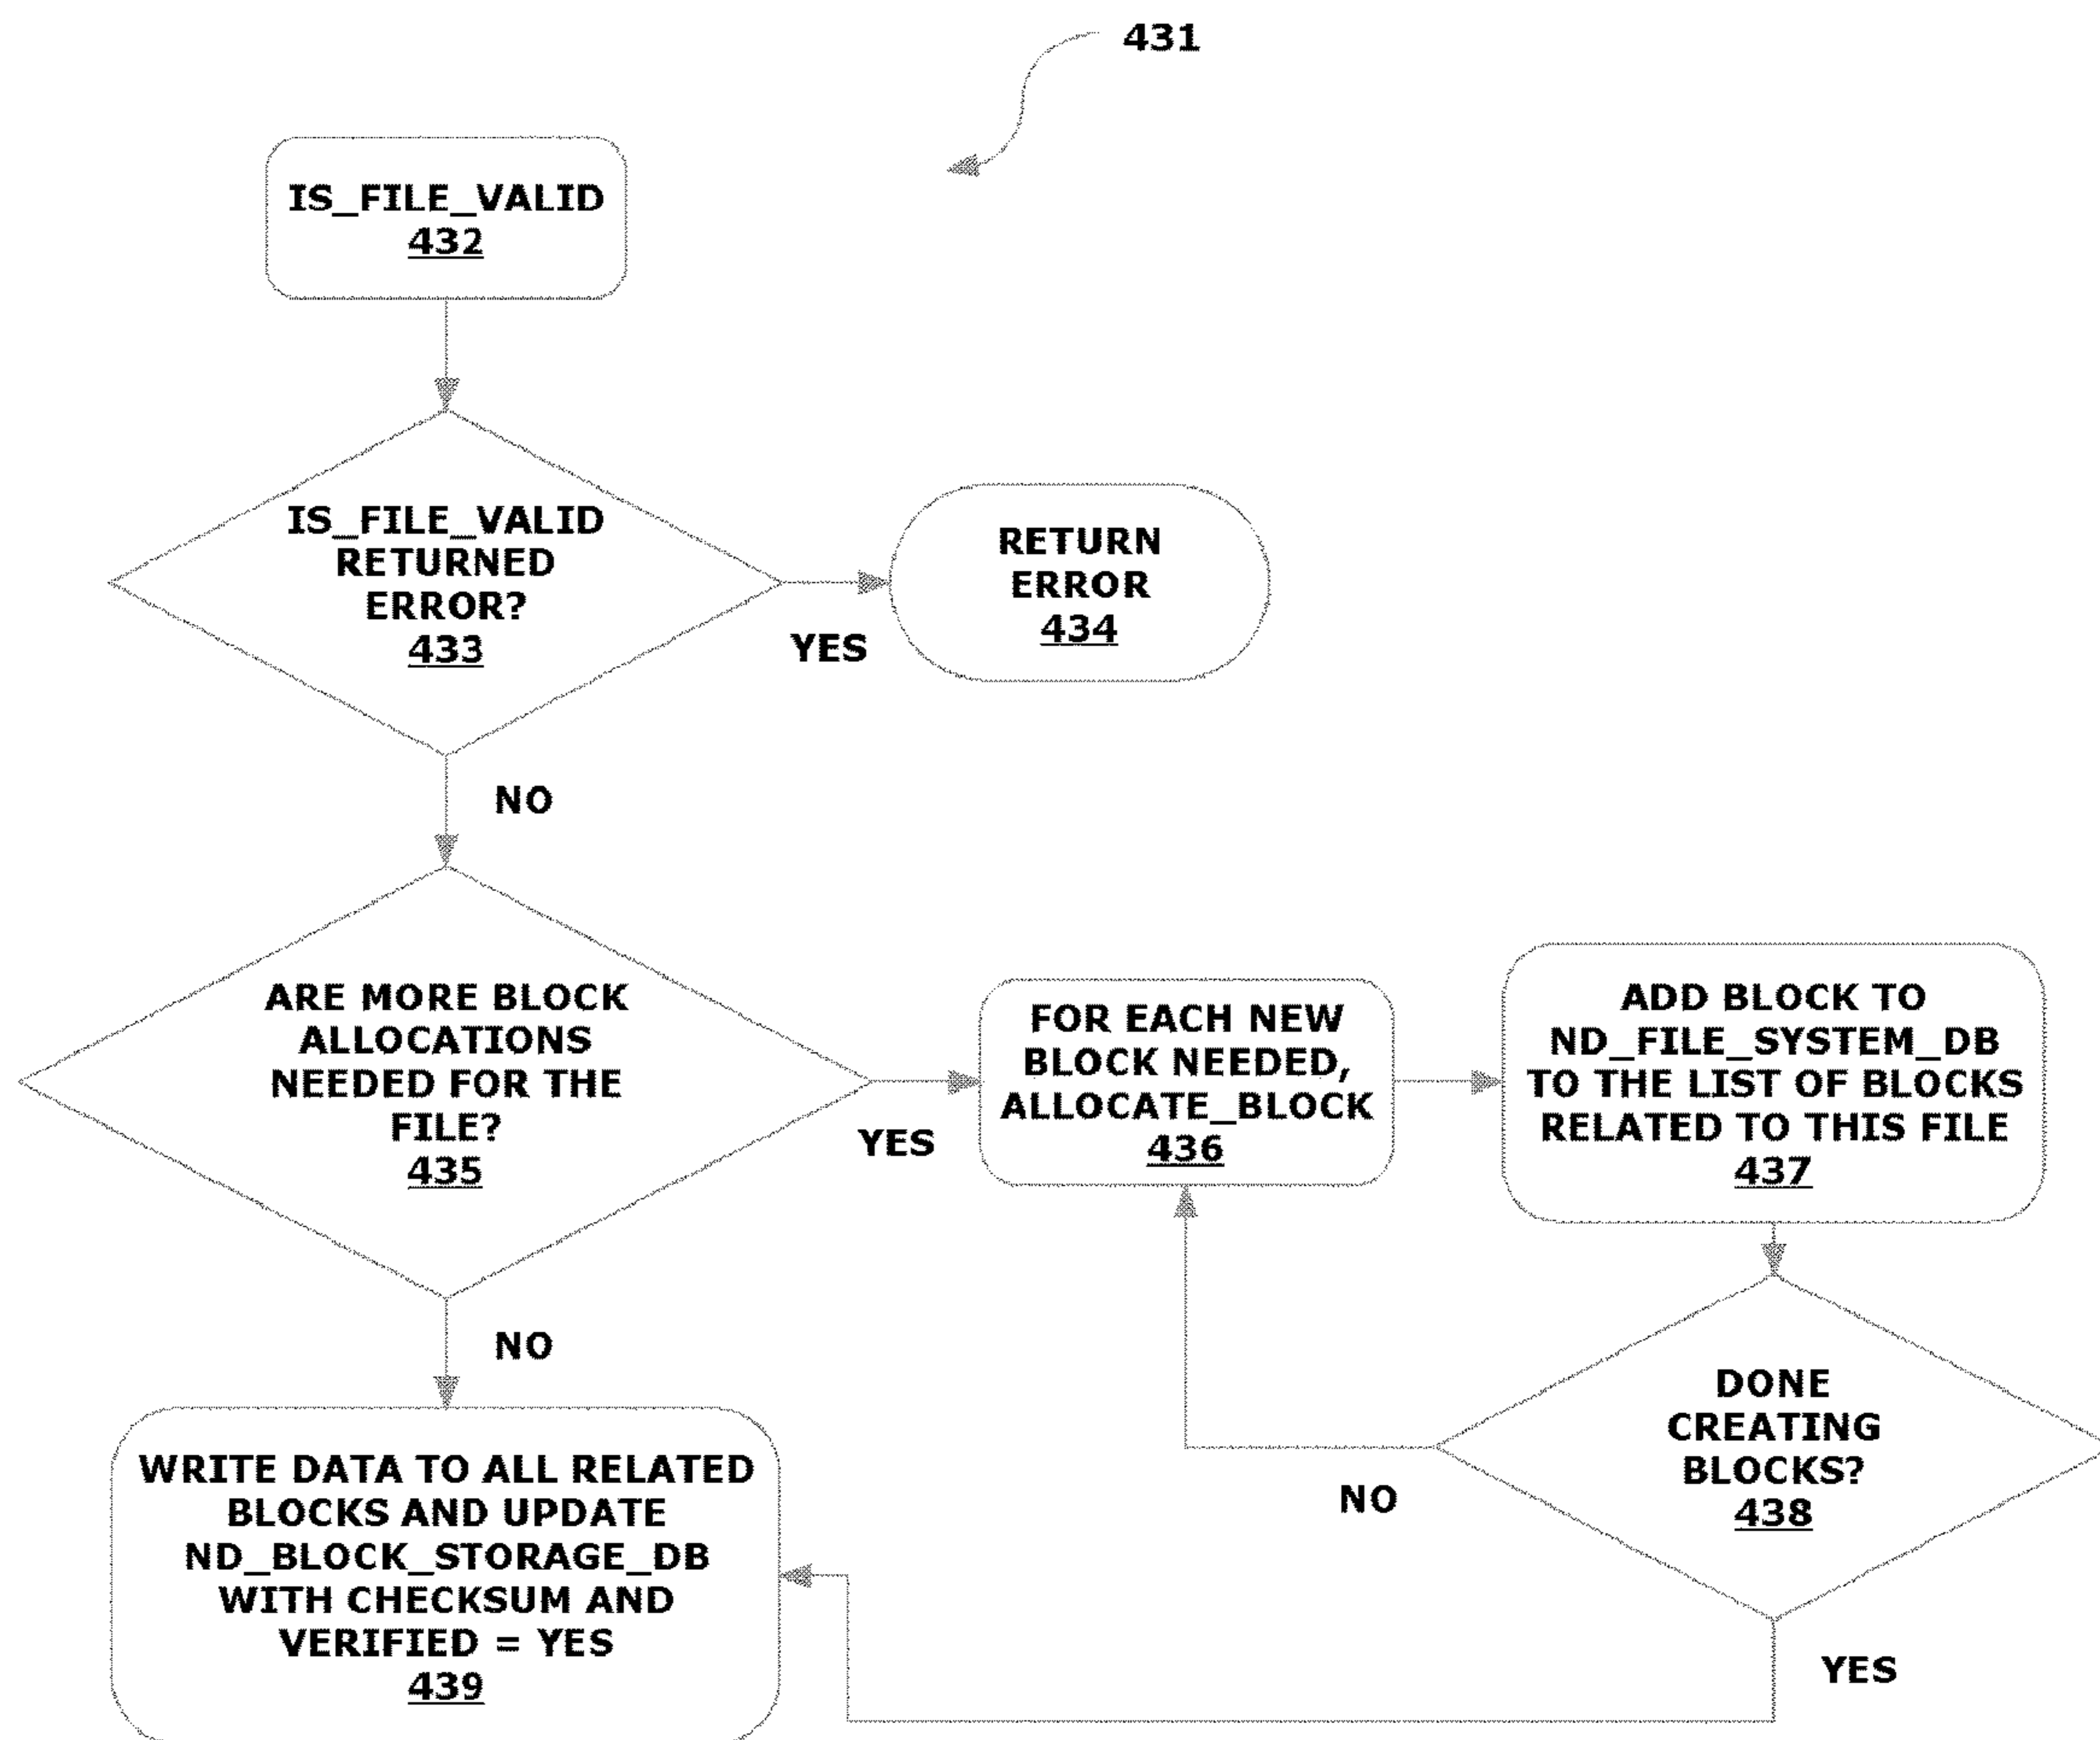 431
IS_FILE_VALID
432
IS_FILE_VALID
RETURNED
ERROR?
433
YES
RETURN
ERROR
434
NO
ARE MORE BLOCK
ALLOCATIONS
NEEDED FOR THE
FILE?
435
YES
FOR EACH NEW
BLOCK NEEDED,
ALLOCATE_BLOCK
436
ADD BLOCK TO
ND_FILE_SYSTEM_DB
TO THE LIST OF BLOCKS
RELATED TO THIS FILE
437
DONE
CREATING
BLOCKS?
438
NO
YES
NO
WRITE DATA TO ALL RELATED
BLOCKS AND UPDATE
ND_BLOCK_STORAGE_DB
WITH CHECKSUM AND
VERIFIED = YES
439